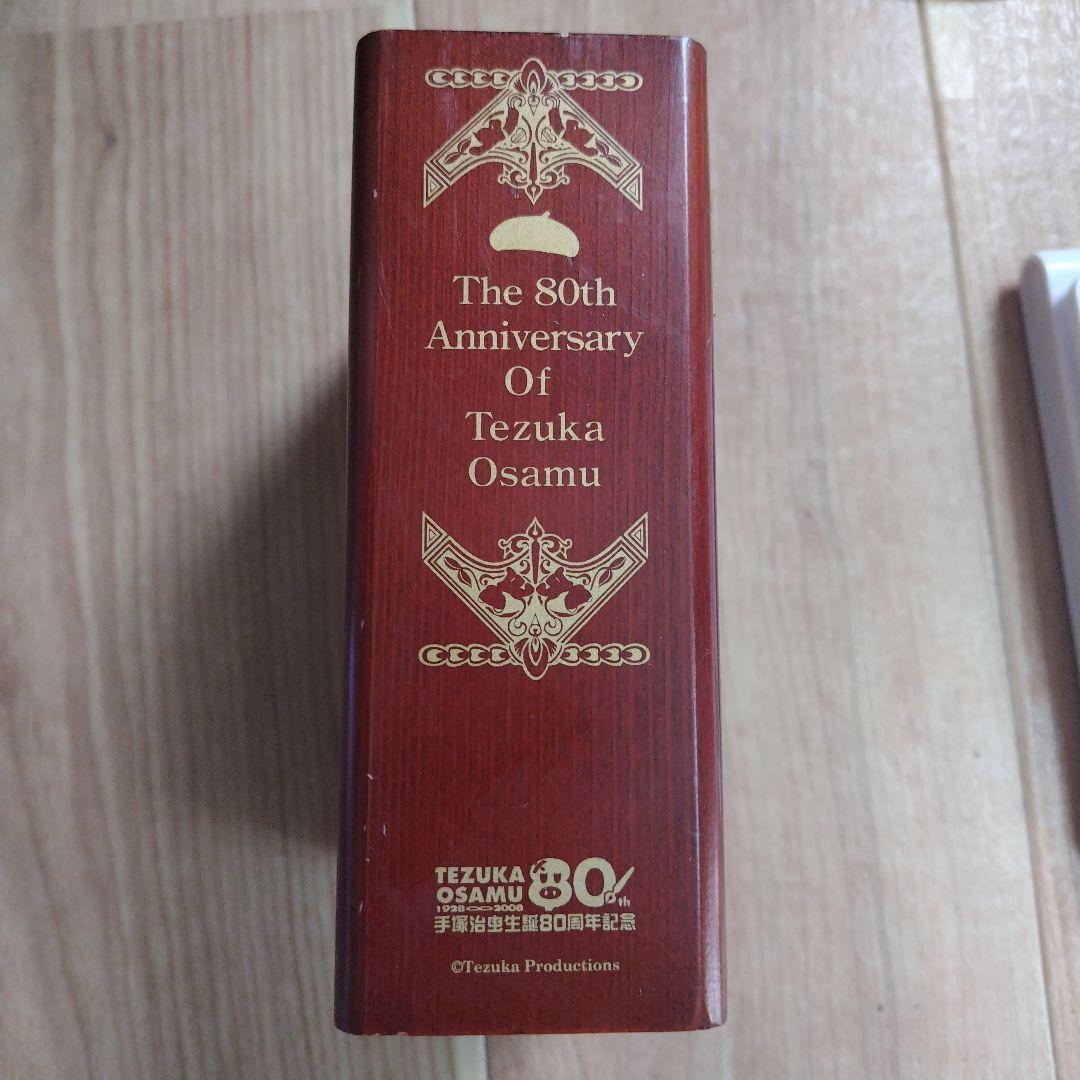 The 80th
Anniversary
Of
Tezuka
Osamu
TEZUKA
OSAMU 80th
1928 2008
手塚治虫生誕80周年記念
©Tezuka Productions